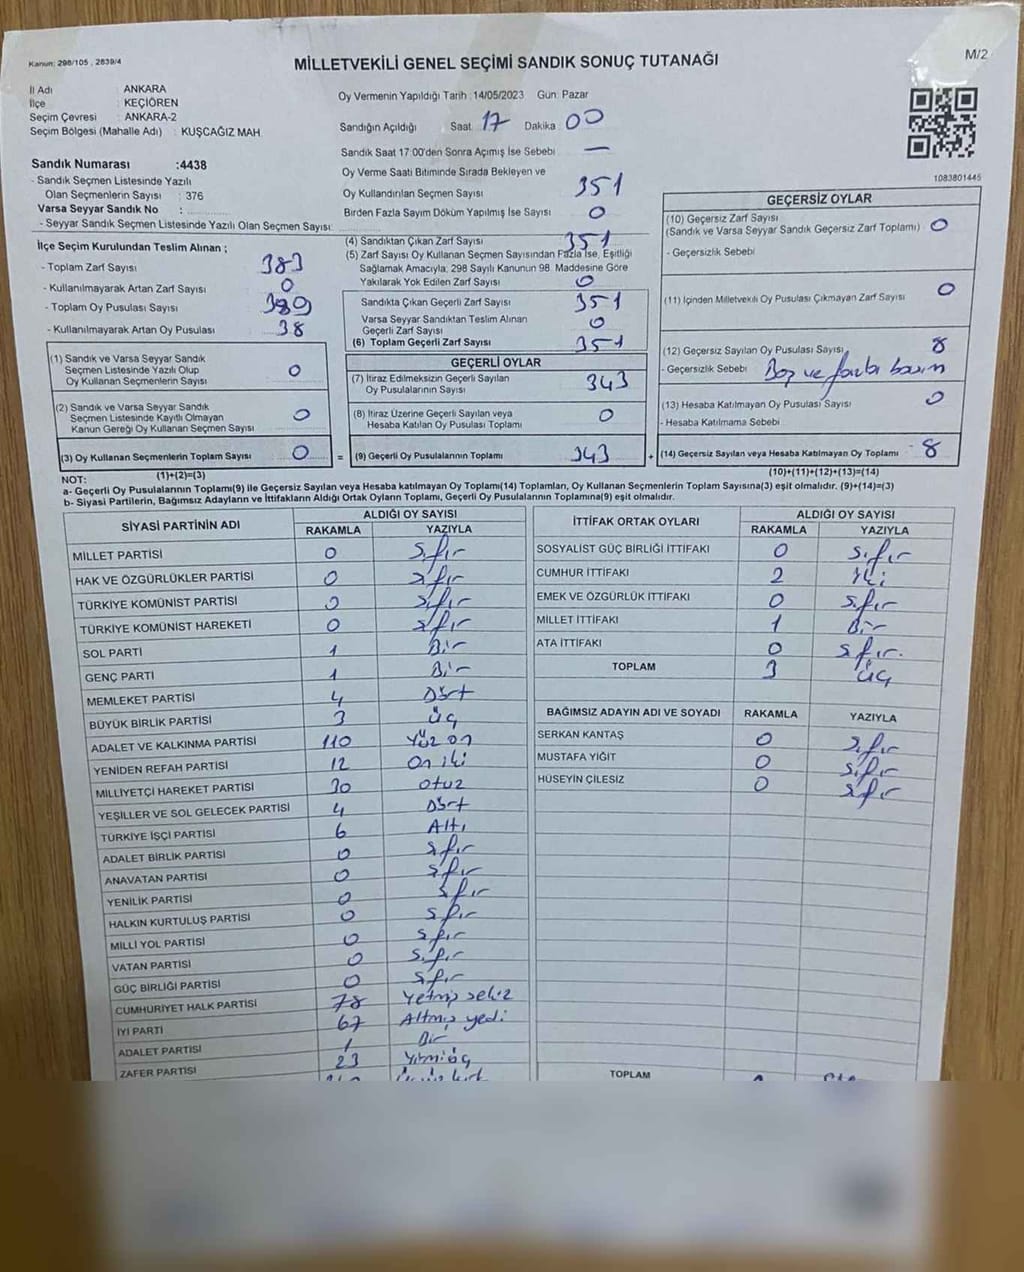 Kanun: 298/105 , 2839/4
MİLLETVEKİLİ GENEL SEÇİMİ SANDIK SONUÇ TUTANAĞI
M/2
İl Adı : ANKARA
İlçe : KEÇİÖREN
Seçim Çevresi : ANKARA-2
Seçim Bölgesi (Mahalle Adı) : KUŞCAĞIZ MAH.
Oy Vermenin Yapıldığı Tarih :14/05/2023 Gün: Pazar
Sandığın Açıldığı Saat 17 Dakika 00
Sandık Saat 17:00'den Sonra Açımış İse Sebebi —
Oy Verme Saati Bitiminde Sırada Bekleyen ve
Oy Kullandırılan Seçmen Sayısı 351
Birden Fazla Sayım Döküm Yapılmış İse Sayısı 0
1083801445
Sandık Numarası :4438
- Sandık Seçmen Listesinde Yazılı
Olan Seçmenlerin Sayısı : 376
Varsa Seyyar Sandık No :
- Seyyar Sandık Seçmen Listesinde Yazılı Olan Seçmen Sayısı:
İlçe Seçim Kurulundan Teslim Alınan ;
- Toplam Zarf Sayısı 383
- Kullanılmayarak Artan Zarf Sayısı 0
- Toplam Oy Pusulası Sayısı
- Kullanılmayarak Artan Oy Pusulası 38
(1) Sandık ve Varsa Seyyar Sandık
Seçmen Listesinde Yazılı Olup
Oy Kullanan Seçmenlerin Sayısı 0
(2) Sandık ve Varsa Seyyar Sandık
Seçmen Listesinde Kayıtlı Olmayan
Kanun Gereği Oy Kullanan Seçmen Sayısı 0
(3) Oy Kullanan Seçmenlerin Toplam Sayısı 0
(1)+(2)=(3)
(4) Sandıktan Çıkan Zarf Sayısı 351
(5) Zarf Sayısı Oy Kullanan Seçmen Sayısından Fazla İse, Eşitliği
Sağlamak Amacıyla, 298 Sayılı Kanunun 98. Maddesine Göre
Yakılarak Yok Edilen Zarf Sayısı 0
Sandıkta Çıkan Geçerli Zarf Sayısı 351
Varsa Seyyar Sandıktan Teslim Alınan
Geçerli Zarf Sayısı 0
(6) Toplam Geçerli Zarf Sayısı 351
GEÇERLİ OYLAR
(7) İtiraz Edilmeksizin Geçerli Sayılan
Oy Pusulalarının Sayısı 343
(8) İtiraz Üzerine Geçerli Sayılan veya
Hesaba Katılan Oy Pusulası Toplamı 0
= (9) Geçerli Oy Pusulalarının Toplamı 343 +
GEÇERSİZ OYLAR
(10) Geçersiz Zarf Sayısı
(Sandık ve Varsa Seyyar Sandık Geçersiz Zarf Toplamı) 0
- Geçersizlik Sebebi
(11) İçinden Milletvekili Oy Pusulası Çıkmayan Zarf Sayısı 0
(12) Geçersiz Sayılan Oy Pusulası Sayısı 8
- Geçersizlik Sebebi Boş ve fazla basım
(13) Hesaba Katılmayan Oy Pusulası Sayısı 0
- Hesaba Katılmama Sebebi
(14) Geçersiz Sayılan veya Hesaba Katılmayan Oy Toplamı 8
(10)+(11)+(12)+(13)=(14)
NOT:
a- Geçerli Oy Pusulalarının Toplamı(9) ile Geçersiz Sayılan veya Hesaba katılmayan Oy Toplamı(14) Toplamları, Oy Kullanan Seçmenlerin Toplam Sayısına(3) eşit olmalıdır. (9)+(14)=(3)
b- Siyasi Partilerin, Bağımsız Adayların ve İttifakların Aldığı Ortak Oyların Toplamı, Geçerli Oy Pusulalarının Toplamına(9) eşit olmalıdır.
SİYASİ PARTİNİN ADI ALDIĞI OY SAYISI
RAKAMLA YAZIYLA
MİLLET PARTİSİ 0 sıfır
HAK VE ÖZGÜRLÜKLER PARTİSİ 0 sıfır
TÜRKİYE KOMÜNİST PARTİSİ 0 sıfır
TÜRKİYE KOMÜNİST HAREKETİ 0 sıfır
SOL PARTİ 1 Bir
GENÇ PARTİ 1 Bir
MEMLEKET PARTİSİ 4 Dört
BÜYÜK BİRLİK PARTİSİ 3 Üç
ADALET VE KALKINMA PARTİSİ 110 Yüz on
YENİDEN REFAH PARTİSİ 12 On iki
MİLLİYETÇİ HAREKET PARTİSİ 30 otuz
YEŞİLLER VE SOL GELECEK PARTİSİ 4 Dört
TÜRKİYE İŞÇİ PARTİSİ 6 Altı
ADALET BİRLİK PARTİSİ 0 sıfır
ANAVATAN PARTİSİ 0 sıfır
YENİLİK PARTİSİ 0 sıfır
HALKIN KURTULUŞ PARTİSİ 0 sıfır
MİLLİ YOL PARTİSİ 0 sıfır
VATAN PARTİSİ 0 sıfır
GÜÇ BİRLİĞİ PARTİSİ 0 sıfır
CUMHURİYET HALK PARTİSİ 78 Yetmiş sekiz
İYİ PARTİ 67 Altmış yedi
ADALET PARTİSİ 1 Bir
ZAFER PARTİSİ 23 Yirmiüç
İTTİFAK ORTAK OYLARI ALDIĞI OY SAYISI
RAKAMLA YAZIYLA
SOSYALİST GÜÇ BİRLİĞİ İTTİFAKI 0 sıfır
CUMHUR İTTİFAKI 2 iki
EMEK VE ÖZGÜRLÜK İTTİFAKI 0 sıfır
MİLLET İTTİFAKI 1 Bir
ATA İTTİFAKI 0 sıfır.
TOPLAM 3 üç
BAĞIMSIZ ADAYIN ADI VE SOYADI RAKAMLA YAZIYLA
SERKAN KANTAŞ 0 sıfır
MUSTAFA YİĞİT 0 sıfır
HÜSEYİN ÇİLESİZ 0 sıfır
TOPLAM